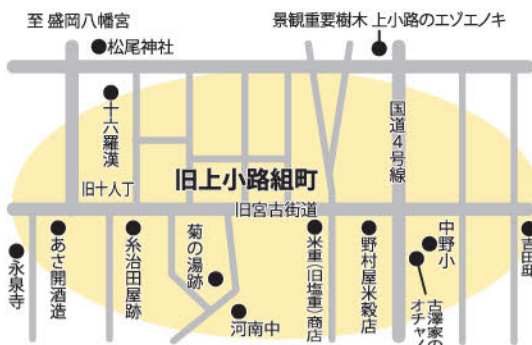 至 盛岡八幡宮
松尾神社
景観重要樹木 上小路のエゾエノキ
十六羅漢
国道4号線
旧上小路組町
旧十人丁
旧宮古街道
永泉寺
あさ開酒造
糸治田屋跡
菊の湯跡
河南中
米重(旧塩重)商店
野村屋米穀店
中野小
古澤家の
オチャノ
吉田邸